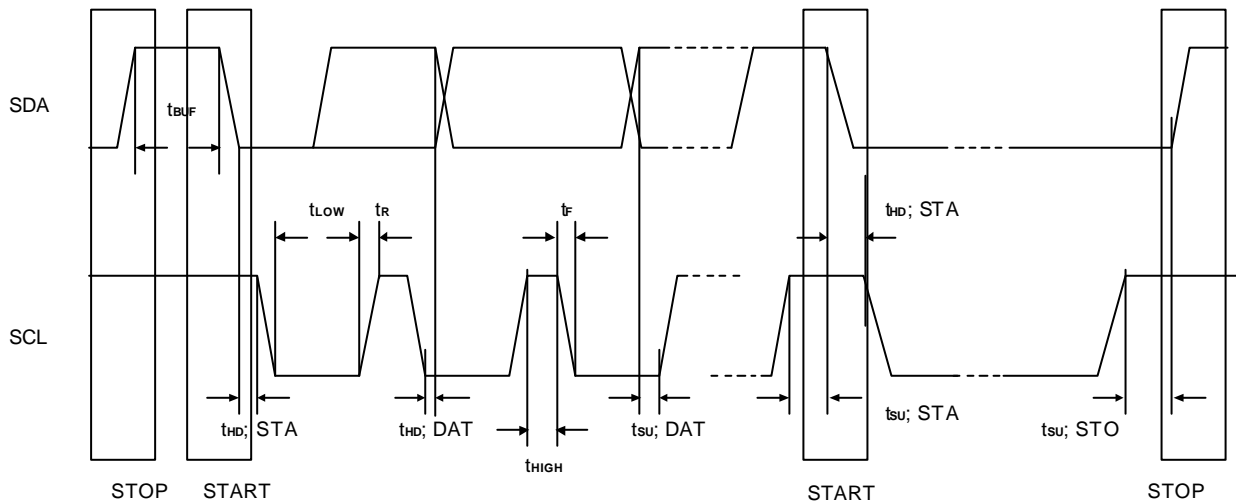 SDA
tBUF
tLOW
tR
tF
tHD; STA
SCL
tHD; STA
tHD; DAT
tHIGH
tSU; DAT
tSU; STA
tSU; STO
STOP
START
START
STOP